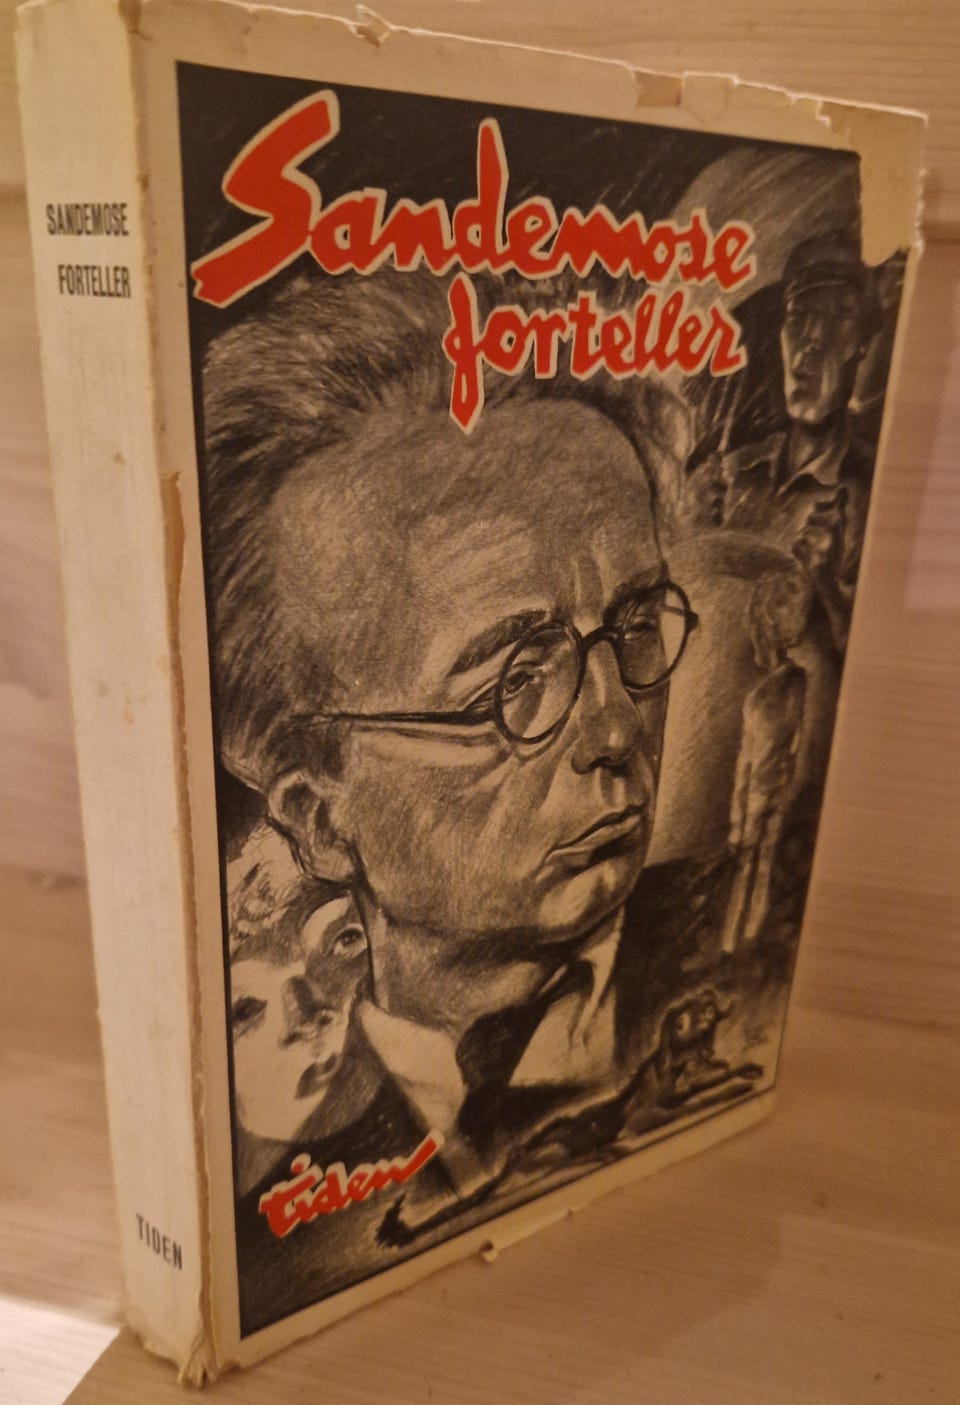 SANDEMOSE
FORTELLER
TIDEN
Sandemose
forteller
tiden